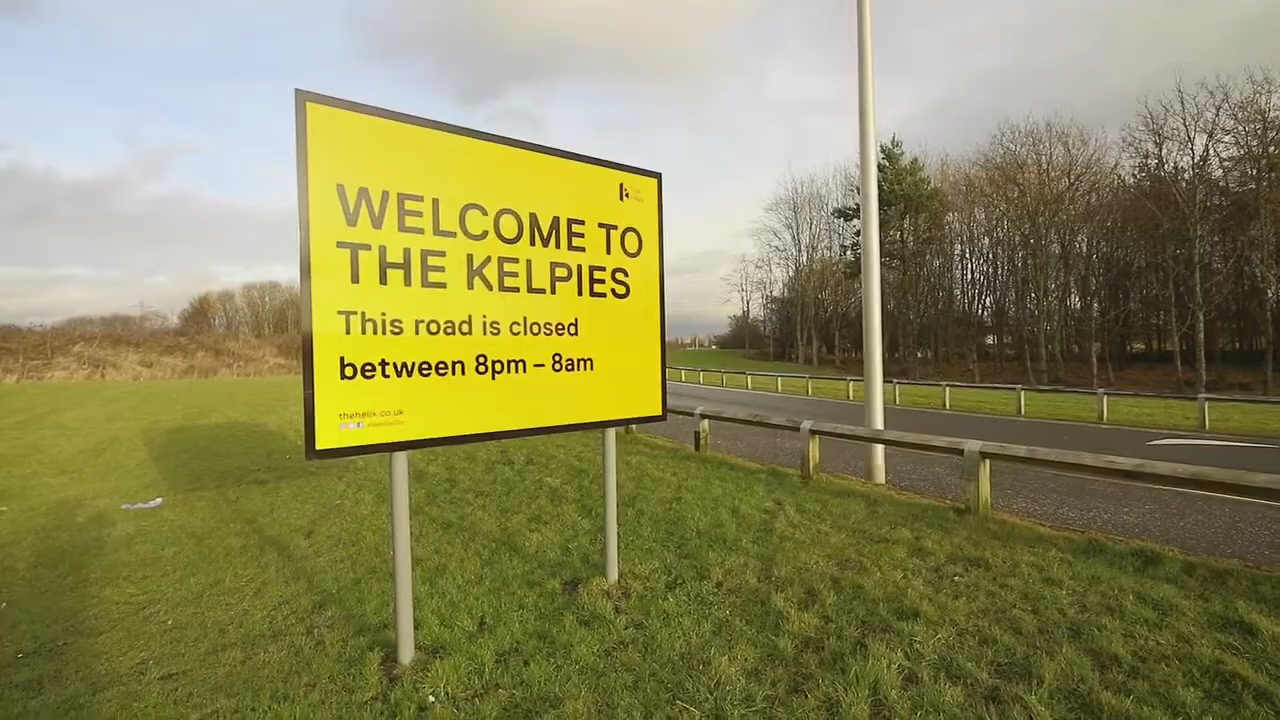 WELCOME TO
THE KELPIES
This road is closed
between 8pm – 8am
thehelix.co.uk